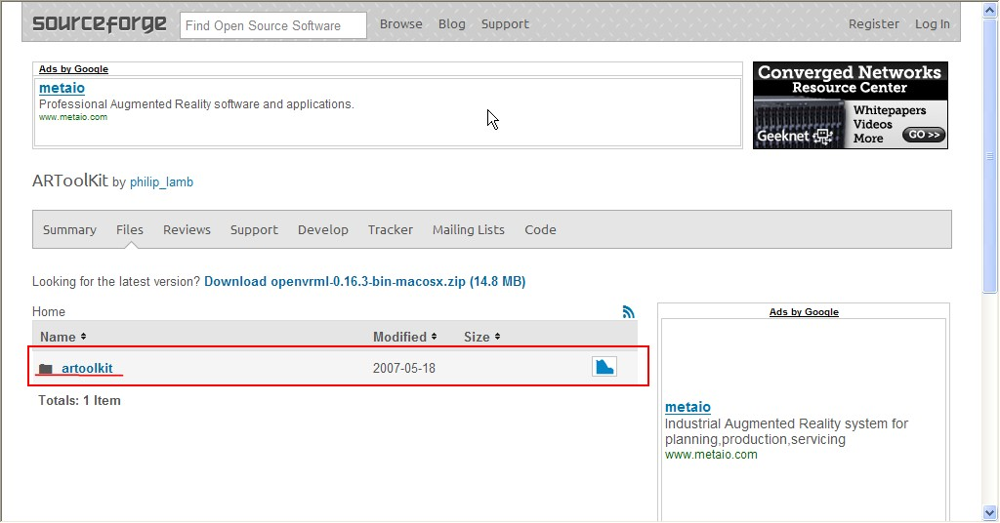 sourceforge Find Open Source Software Browse Blog Support Register Log In
Ads by Google
metaio
Professional Augmented Reality software and applications.
www.metaio.com
Converged Networks
Resource Center
Whitepapers
Videos
More
Geeknet
GO >>
ARToolKit by philip_lamb
Summary Files Reviews Support Develop Tracker Mailing Lists Code
Looking for the latest version? Download openvrml-0.16.3-bin-macosx.zip (14.8 MB)
Home
Name Modified Size
artoolkit 2007-05-18
Totals: 1 Item
Ads by Google
metaio
Industrial Augmented Reality system for
planning,production,servicing
www.metaio.com